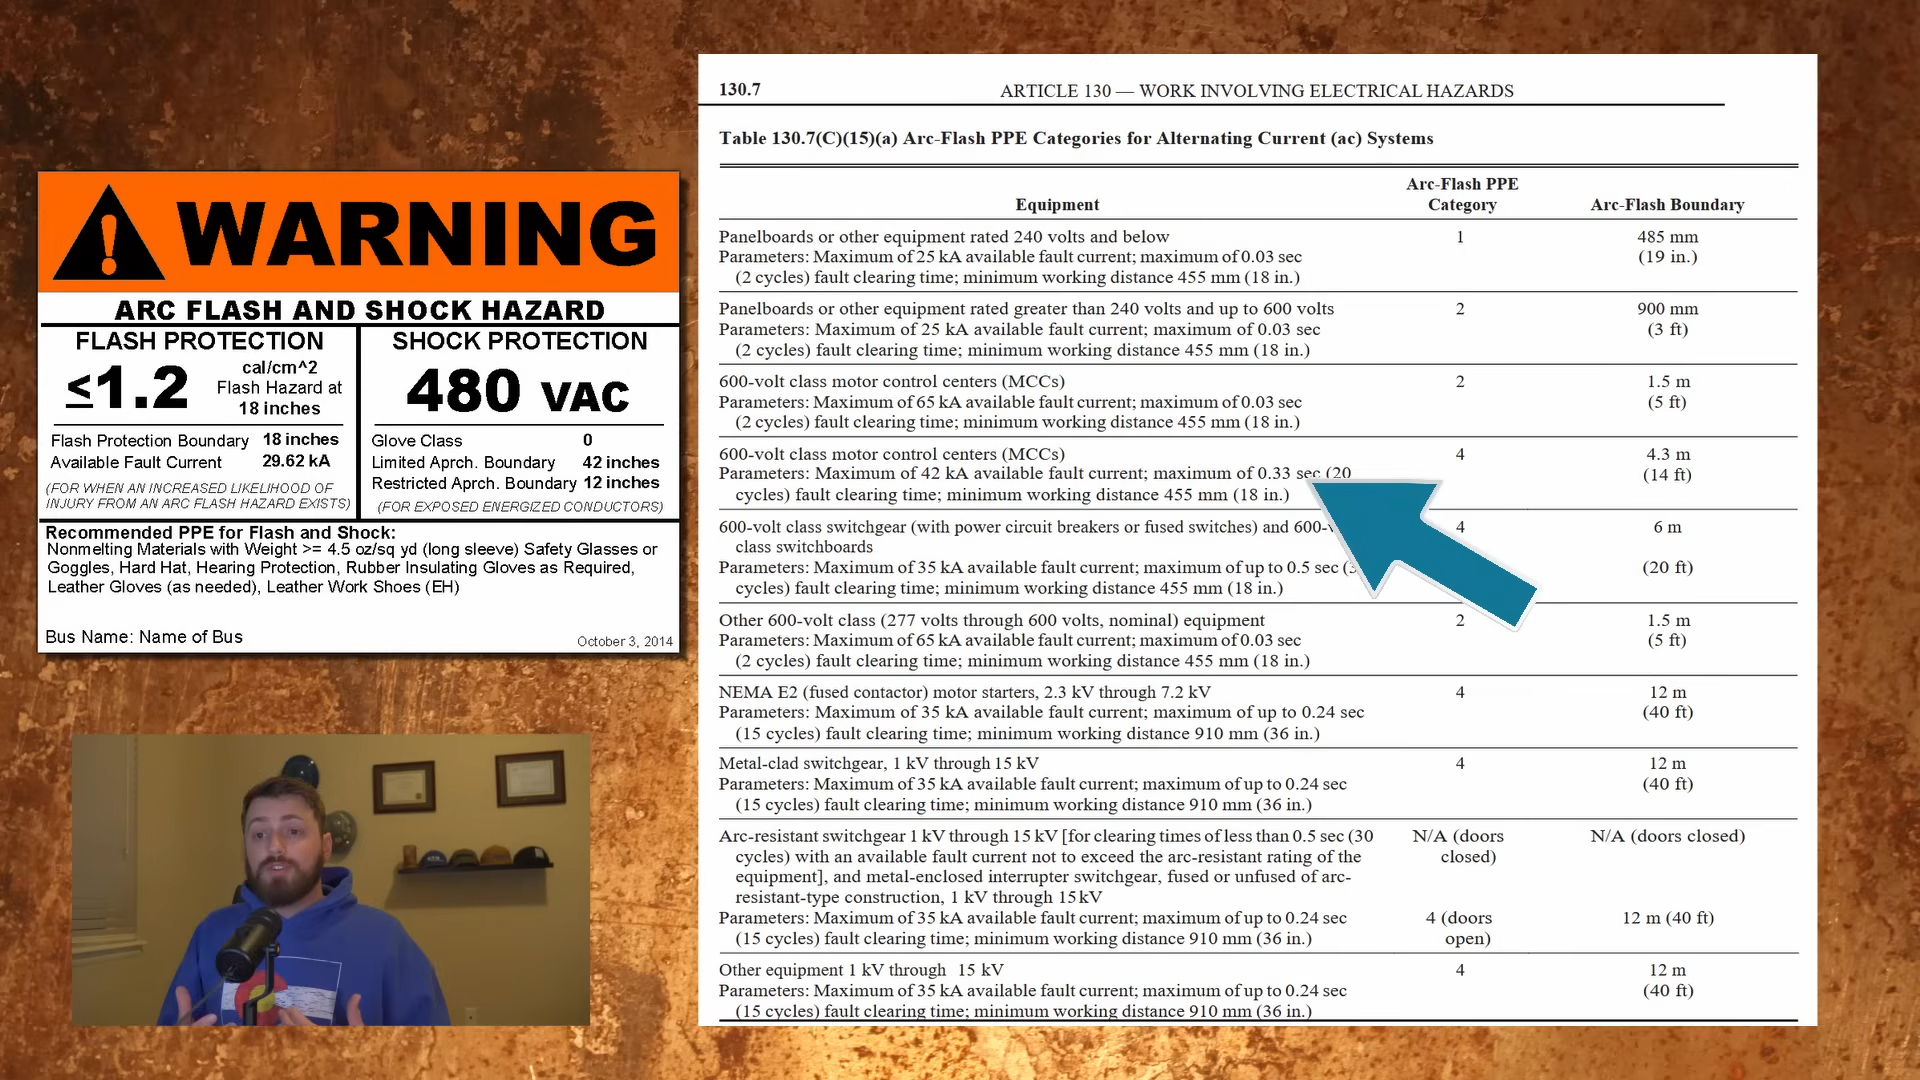 WARNING
ARC FLASH AND SHOCK HAZARD
FLASH PROTECTION
≤1.2
cal/cm^2
Flash Hazard at
18 inches
Flash Protection Boundary 18 inches
Available Fault Current 29.62 kA
(FOR WHEN AN INCREASED LIKELIHOOD OF
INJURY FROM AN ARC FLASH HAZARD EXISTS)
SHOCK PROTECTION
480 VAC
Glove Class 0
Limited Aprch. Boundary 42 inches
Restricted Aprch. Boundary 12 inches
(FOR EXPOSED ENERGIZED CONDUCTORS)
Recommended PPE for Flash and Shock:
Nonmelting Materials with Weight >= 4.5 oz/sq yd (long sleeve) Safety Glasses or
Goggles, Hard Hat, Hearing Protection, Rubber Insulating Gloves as Required,
Leather Gloves (as needed), Leather Work Shoes (EH)
Bus Name: Name of Bus
October 3, 2014
130.7 ARTICLE 130 — WORK INVOLVING ELECTRICAL HAZARDS
Table 130.7(C)(15)(a) Arc-Flash PPE Categories for Alternating Current (ac) Systems
Arc-Flash PPE
Equipment Category Arc-Flash Boundary
Panelboards or other equipment rated 240 volts and below 1 485 mm
Parameters: Maximum of 25 kA available fault current; maximum of 0.03 sec (19 in.)
(2 cycles) fault clearing time; minimum working distance 455 mm (18 in.)
Panelboards or other equipment rated greater than 240 volts and up to 600 volts 2 900 mm
Parameters: Maximum of 25 kA available fault current; maximum of 0.03 sec (3 ft)
(2 cycles) fault clearing time; minimum working distance 455 mm (18 in.)
600-volt class motor control centers (MCCs) 2 1.5 m
Parameters: Maximum of 65 kA available fault current; maximum of 0.03 sec (5 ft)
(2 cycles) fault clearing time; minimum working distance 455 mm (18 in.)
600-volt class motor control centers (MCCs) 4 4.3 m
Parameters: Maximum of 42 kA available fault current; maximum of 0.33 sec (20 (14 ft)
cycles) fault clearing time; minimum working distance 455 mm (18 in.)
600-volt class switchgear (with power circuit breakers or fused switches) and 600- 4 6 m
class switchboards
Parameters: Maximum of 35 kA available fault current; maximum of up to 0.5 sec (20 ft)
cycles) fault clearing time; minimum working distance 455 mm (18 in.)
Other 600-volt class (277 volts through 600 volts, nominal) equipment 2 1.5 m
Parameters: Maximum of 65 kA available fault current; maximum of 0.03 sec (5 ft)
(2 cycles) fault clearing time; minimum working distance 455 mm (18 in.)
NEMA E2 (fused contactor) motor starters, 2.3 kV through 7.2 kV 4 12 m
Parameters: Maximum of 35 kA available fault current; maximum of up to 0.24 sec (40 ft)
(15 cycles) fault clearing time; minimum working distance 910 mm (36 in.)
Metal-clad switchgear, 1 kV through 15 kV 4 12 m
Parameters: Maximum of 35 kA available fault current; maximum of up to 0.24 sec (40 ft)
(15 cycles) fault clearing time; minimum working distance 910 mm (36 in.)
Arc-resistant switchgear 1 kV through 15 kV [for clearing times of less than 0.5 sec (30 N/A (doors N/A (doors closed)
cycles) with an available fault current not to exceed the arc-resistant rating of the closed)
equipment], and metal-enclosed interrupter switchgear, fused or unfused of arc-
resistant-type construction, 1 kV through 15 kV
Parameters: Maximum of 35 kA available fault current; maximum of up to 0.24 sec 4 (doors 12 m (40 ft)
(15 cycles) fault clearing time; minimum working distance 910 mm (36 in.) open)
Other equipment 1 kV through 15 kV 4 12 m
Parameters: Maximum of 35 kA available fault current; maximum of up to 0.24 sec (40 ft)
(15 cycles) fault clearing time; minimum working distance 910 mm (36 in.)